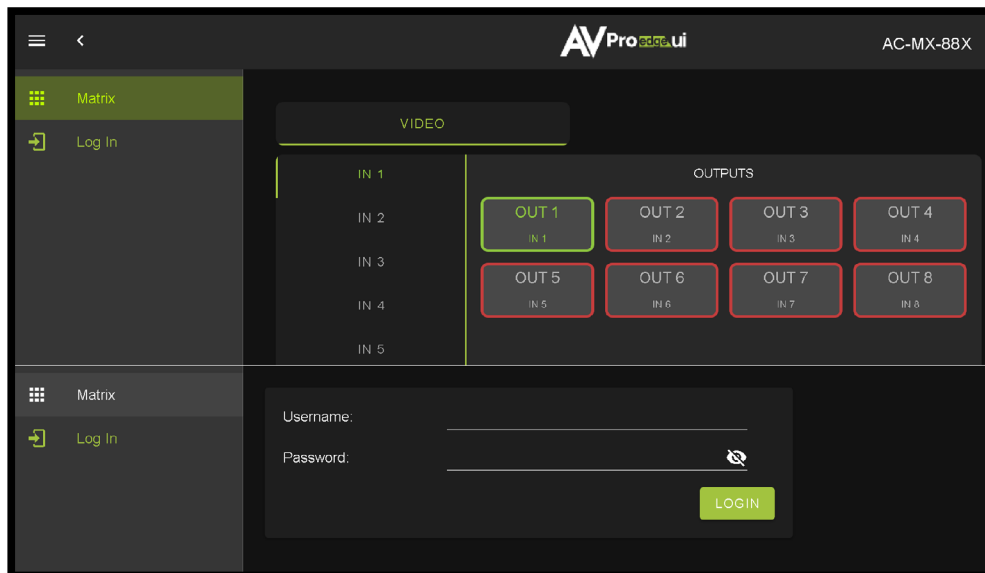 AVPro edge.ui
AC-MX-88X
Matrix
Log In
VIDEO
IN 1
IN 2
IN 3
IN 4
IN 5
OUTPUTS
OUT 1 OUT 2 OUT 3 OUT 4
IN 1 IN 2 IN 3 IN 4
OUT 5 OUT 6 OUT 7 OUT 8
IN 5 IN 6 IN 7 IN 8
Matrix
Log In
Username:
Password:
LOGIN